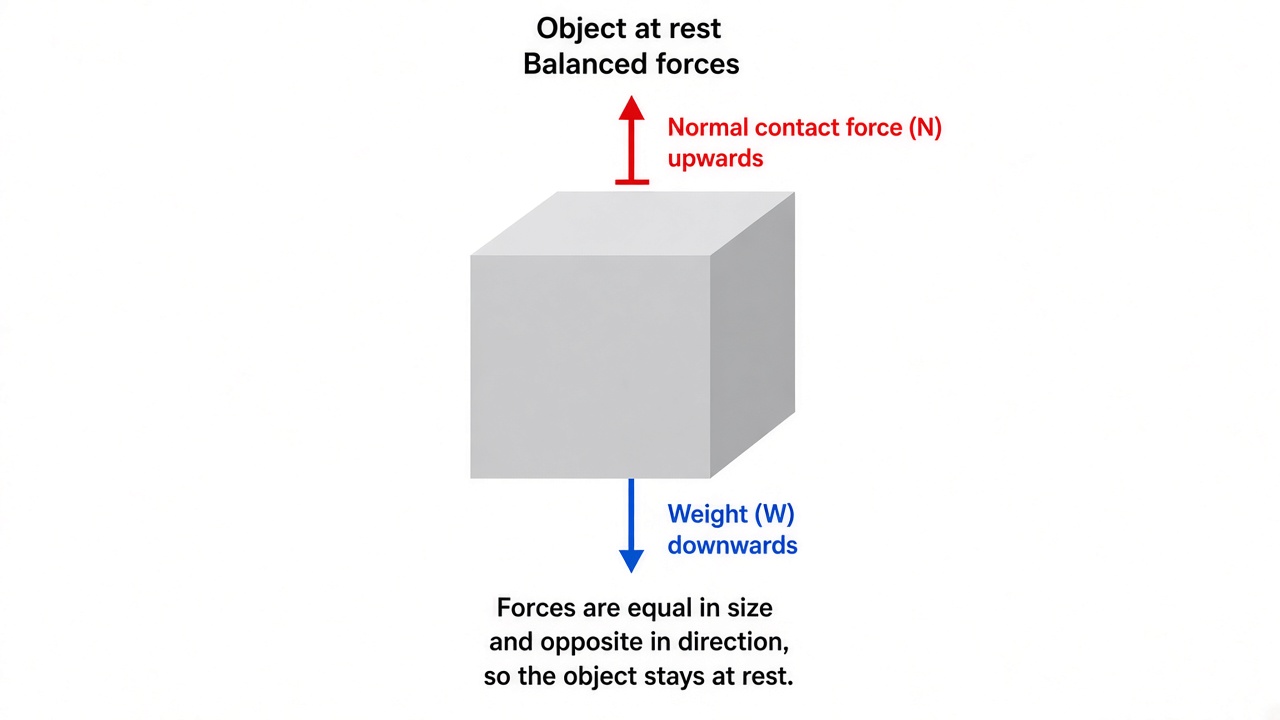 Object at rest
Balanced forces
Normal contact force (N)
upwards
Weight (W)
downwards
Forces are equal in size
and opposite in direction,
so the object stays at rest.